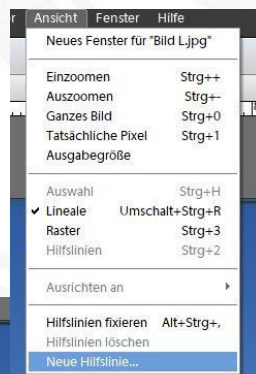 Ansicht Fenster Hilfe
Neues Fenster für "Bild L.jpg"
Einzoomen Strg++
Auszoomen Strg+-
Ganzes Bild Strg+0
Tatsächliche Pixel Strg+1
Ausgabegröße
Auswahl Strg+H
✔ Lineale Umschalt+Strg+R
Raster Strg+3
Hilfslinien Strg+2
Ausrichten an
Hilfslinien fixieren Alt+Strg+,
Hilfslinien löschen
Neue Hilfslinie...